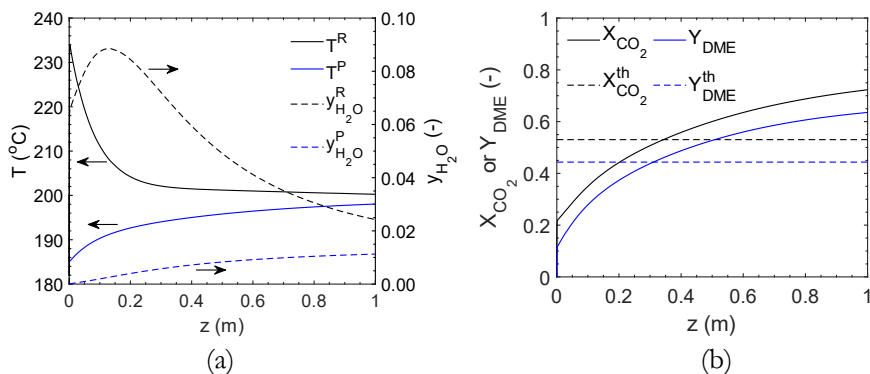 240
230
220
210
200
190
180
T (°C)
0
0.2
0.4
0.6
0.8
1
z (m)
0.10
0.08
0.06
0.04
0.02
0.00
y_H2O (-)
T^R
T^P
y^R_H2O
y^P_H2O
(a)
1
0.8
0.6
0.4
0.2
0
X_CO2 or Y_DME (-)
X_CO2
Y_DME
X^th_CO2
Y^th_DME
0
0.2
0.4
0.6
0.8
1
z (m)
(b)